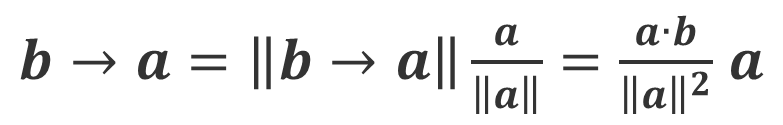 b → a = ||b → a|| a/||a|| = a·b/||a||² a